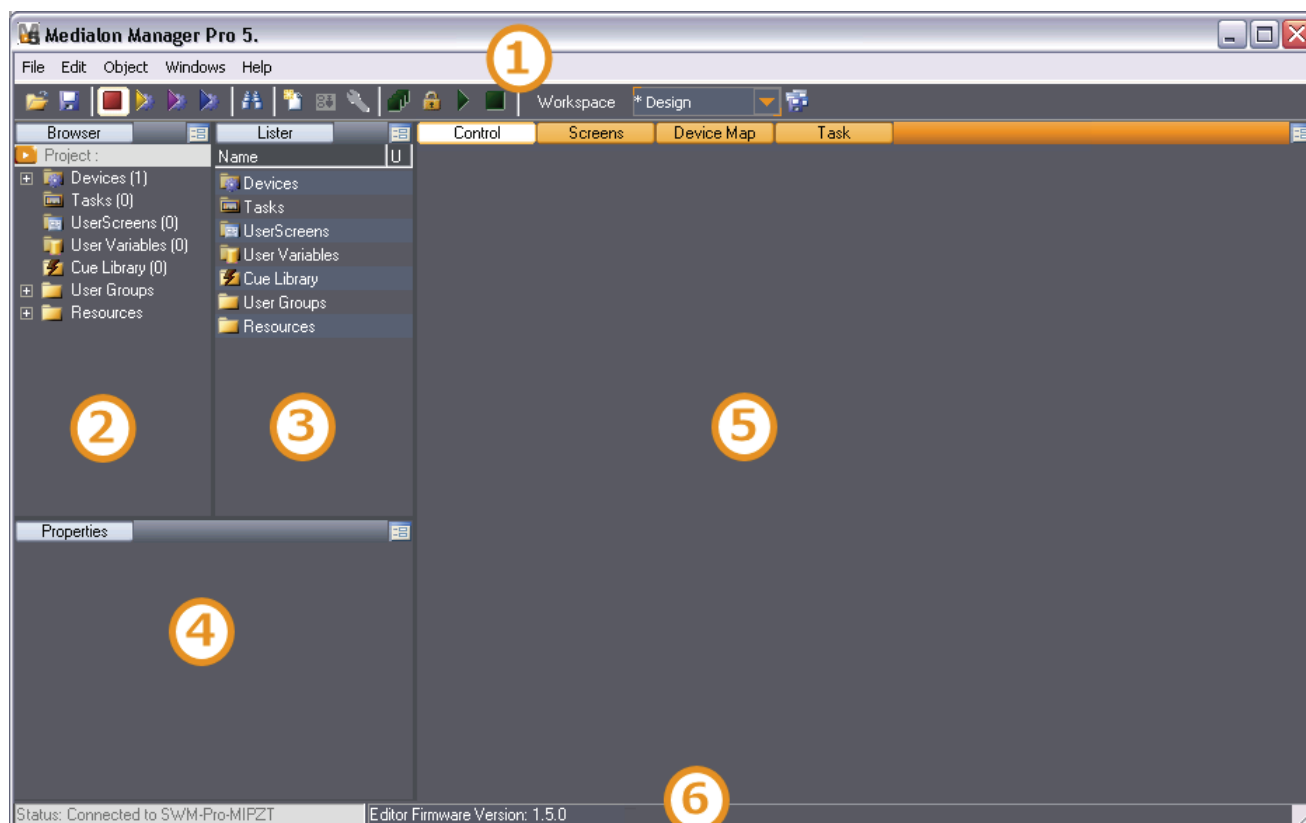 Medialon Manager Pro 5.
File Edit Object Windows Help
1
Workspace * Design
Browser
Project :
Devices (1)
Tasks (0)
UserScreens (0)
User Variables (0)
Cue Library (0)
User Groups
Resources
2
Lister
Name U
Devices
Tasks
UserScreens
User Variables
Cue Library
User Groups
Resources
3
Properties
4
Control Screens Device Map Task
5
Status: Connected to SWM-Pro-MIPZT
Editor Firmware Version: 1.5.0
6